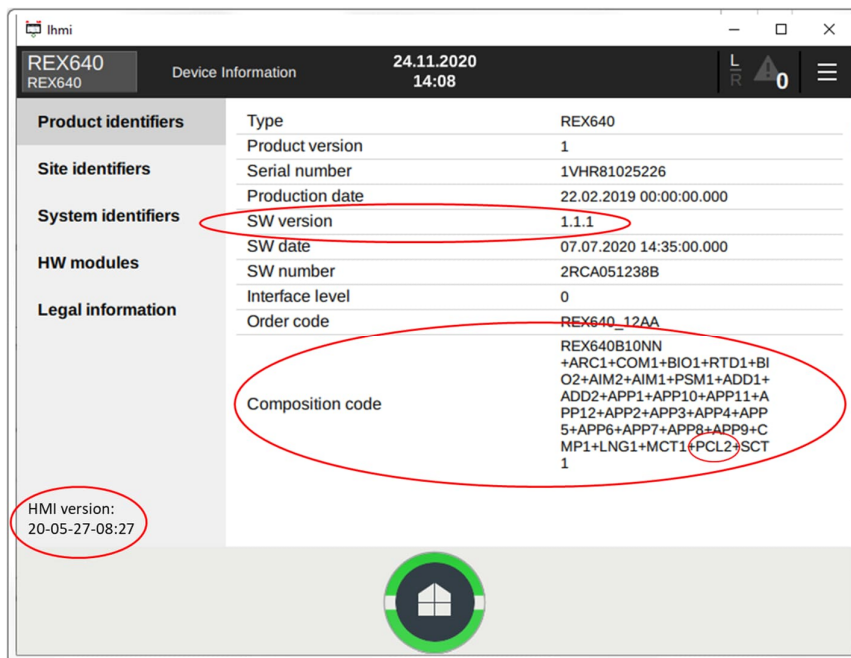 lhmi
REX640
REX640
Device Information
24.11.2020
14:08
L
R
0
Product identifiers
Site identifiers
System identifiers
HW modules
Legal information
Type REX640
Product version 1
Serial number 1VHR81025226
Production date 22.02.2019 00:00:00.000
SW version 1.1.1
SW date 07.07.2020 14:35:00.000
SW number 2RCA051238B
Interface level 0
Order code REX640_12AA
Composition code
REX640B10NN
+ARC1+COM1+BIO1+RTD1+BI
O2+AIM2+AIM1+PSM1+ADD1+
ADD2+APP1+APP10+APP11+A
PP12+APP2+APP3+APP4+APP
5+APP6+APP7+APP8+APP9+C
MP1+LNG1+MCT1+PCL2+SCT
1
HMI version:
20-05-27-08:27